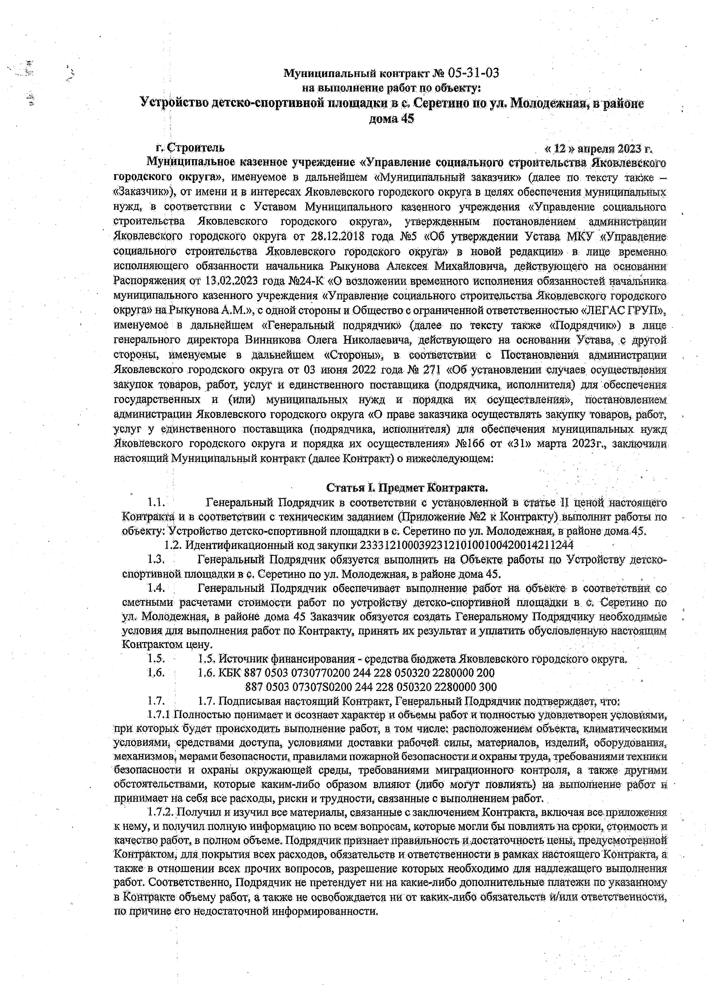 Муниципальный контракт № 05-31-03
на выполнение работ по объекту:
Устройство детско-спортивной площадки в с. Серетино по ул. Молодежная, в районе
дома 45
г. Строитель « 12 » апреля 2023 г.
Муниципальное казенное учреждение «Управление социального строительства Яковлевского
городского округа», именуемое в дальнейшем «Муниципальный заказчик» (далее по тексту также –
«Заказчик»), от имени и в интересах Яковлевского городского округа в целях обеспечения муниципальных
нужд, в соответствии с Уставом Муниципального казенного учреждения «Управление социального
строительства Яковлевского городского округа», утвержденным постановлением администрации
Яковлевского городского округа от 28.12.2018 года №5 «Об утверждении Устава МКУ «Управление
социального строительства Яковлевского городского округа» в новой редакции» в лице временно
исполняющего обязанности начальника Рыкунова Алексея Михайловича, действующего на основании
Распоряжения от 13.02.2023 года №24-К «О возложении временного исполнения обязанностей начальника
муниципального казенного учреждения «Управление социального строительства Яковлевского городского
округа» на Рыкунова А.М.», с одной стороны и Общество с ограниченной ответственностью «ЛЕГАС ГРУП»,
именуемое в дальнейшем «Генеральный подрядчик» (далее по тексту также «Подрядчик») в лице
генерального директора Винникова Олега Николаевича, действующего на основании Устава, с другой
стороны, именуемые в дальнейшем «Стороны», в соответствии с Постановления администрации
Яковлевского городского округа от 03 июня 2022 года № 271 «Об установлении случаев осуществления
закупок товаров, работ, услуг и единственного поставщика (подрядчика, исполнителя) для обеспечения
государственных и (или) муниципальных нужд и порядка их осуществления», постановлением
администрации Яковлевского городского округа «О праве заказчика осуществлять закупку товаров, работ,
услуг у единственного поставщика (подрядчика, исполнителя) для обеспечения муниципальных нужд
Яковлевского городского округа и порядка их осуществления» №166 от «31» марта 2023г., заключили
настоящий Муниципальный контракт (далее Контракт) о нижеследующем:
Статья I. Предмет Контракта.
1.1. Генеральный Подрядчик в соответствии с установленной в статье II ценой настоящего
Контракта и в соответствии с техническим заданием (Приложение №2 к Контракту) выполнит работы по
объекту: Устройство детско-спортивной площадки в с. Серетино по ул. Молодежная, в районе дома 45.
1.2. Идентификационный код закупки 233312100039231210100100420014211244
1.3. Генеральный Подрядчик обязуется выполнить на Объекте работы по Устройству детско-
спортивной площадки в с. Серетино по ул. Молодежная, в районе дома 45.
1.4. Генеральный Подрядчик обеспечивает выполнение работ на объекте в соответствии со
сметными расчетами стоимости работ по устройству детско-спортивной площадки в с. Серетино по
ул. Молодежная, в районе дома 45 Заказчик обязуется создать Генеральному Подрядчику необходимые
условия для выполнения работ по Контракту, принять их результат и уплатить обусловленную настоящим
Контрактом цену.
1.5. 1.5. Источник финансирования - средства бюджета Яковлевского городского округа.
1.6. 1.6. КБК 887 0503 0730770200 244 228 050320 2280000 200
887 0503 07307S0200 244 228 050320 2280000 300
1.7. 1.7. Подписывая настоящий Контракт, Генеральный Подрядчик подтверждает, что:
1.7.1 Полностью понимает и осознает характер и объемы работ и полностью удовлетворен условиями,
при которых будет происходить выполнение работ, в том числе: расположением объекта, климатическими
условиями, средствами доступа, условиями доставки рабочей силы, материалов, изделий, оборудования,
механизмов, мерами безопасности, правилами пожарной безопасности и охраны труда, требованиями техники
безопасности и охраны окружающей среды, требованиями миграционного контроля, а также другими
обстоятельствами, которые каким-либо образом влияют (либо могут повлиять) на выполнение работ и
принимает на себя все расходы, риски и трудности, связанные с выполнением работ.
1.7.2. Получил и изучил все материалы, связанные с заключением Контракта, включая все приложения
к нему, и получил полную информацию по всем вопросам, которые могли бы повлиять на сроки, стоимость и
качество работ, в полном объеме. Подрядчик признает правильность и достаточность цены, предусмотренной
Контрактом, для покрытия всех расходов, обязательств и ответственности в рамках настоящего Контракта, а
также в отношении всех прочих вопросов, разрешение которых необходимо для надлежащего выполнения
работ. Соответственно, Подрядчик не претендует ни на какие-либо дополнительные платежи по указанному
в Контракте объему работ, а также не освобождается ни от каких-либо обязательств и/или ответственности,
по причине его недостаточной информированности.